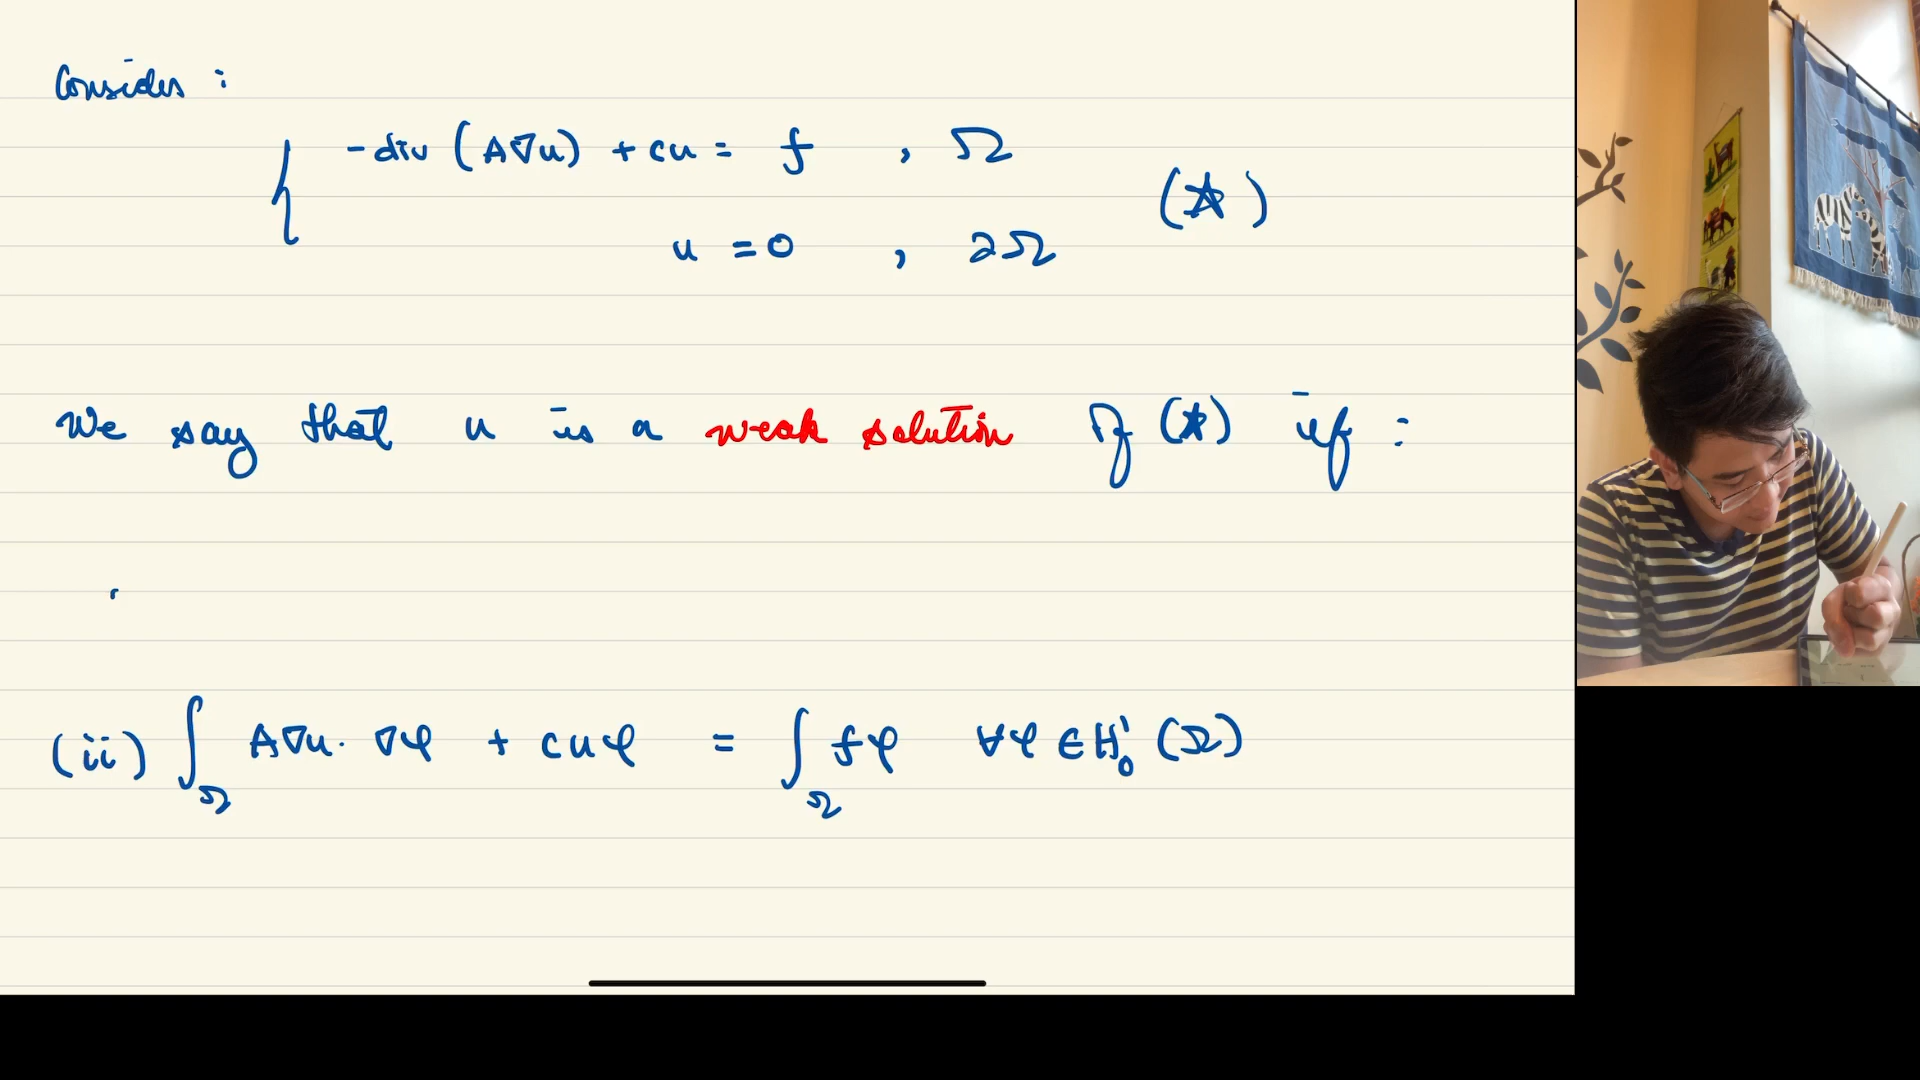 Consider :
-div (A∇u) + cu = f , Ω
(☆)
u = 0 , ∂Ω
We say that u is a weak solution of (☆) if :
(ii) ∫_Ω A∇u · ∇φ + cuφ = ∫_Ω fφ ∀φ ∈ H¹₀ (Ω)